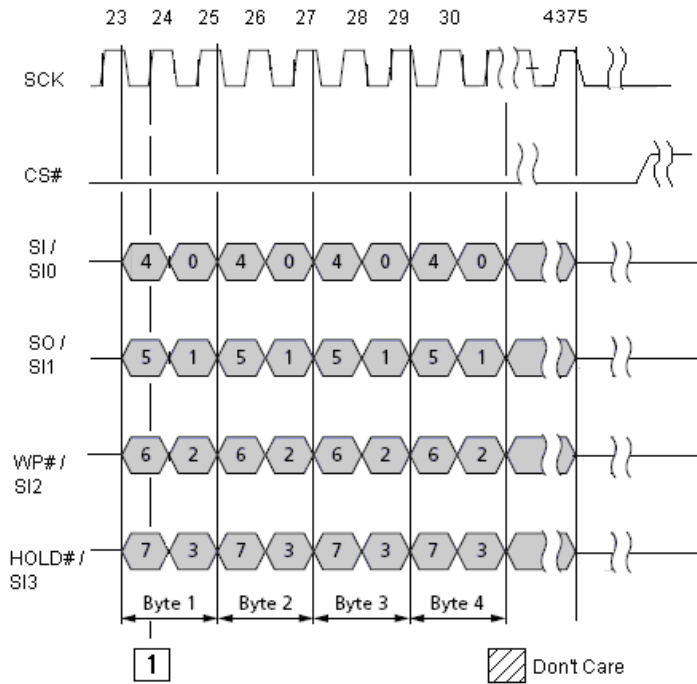 23 24 25 26 27 28 29 30 4375
SCK
CS#
SI /
SI0
4 0 4 0 4 0 4 0
SO /
SI1
5 1 5 1 5 1 5 1
WP# /
SI2
6 2 6 2 6 2 6 2
HOLD# /
SI3
7 3 7 3 7 3 7 3
Byte 1 Byte 2 Byte 3 Byte 4
1
Don't Care